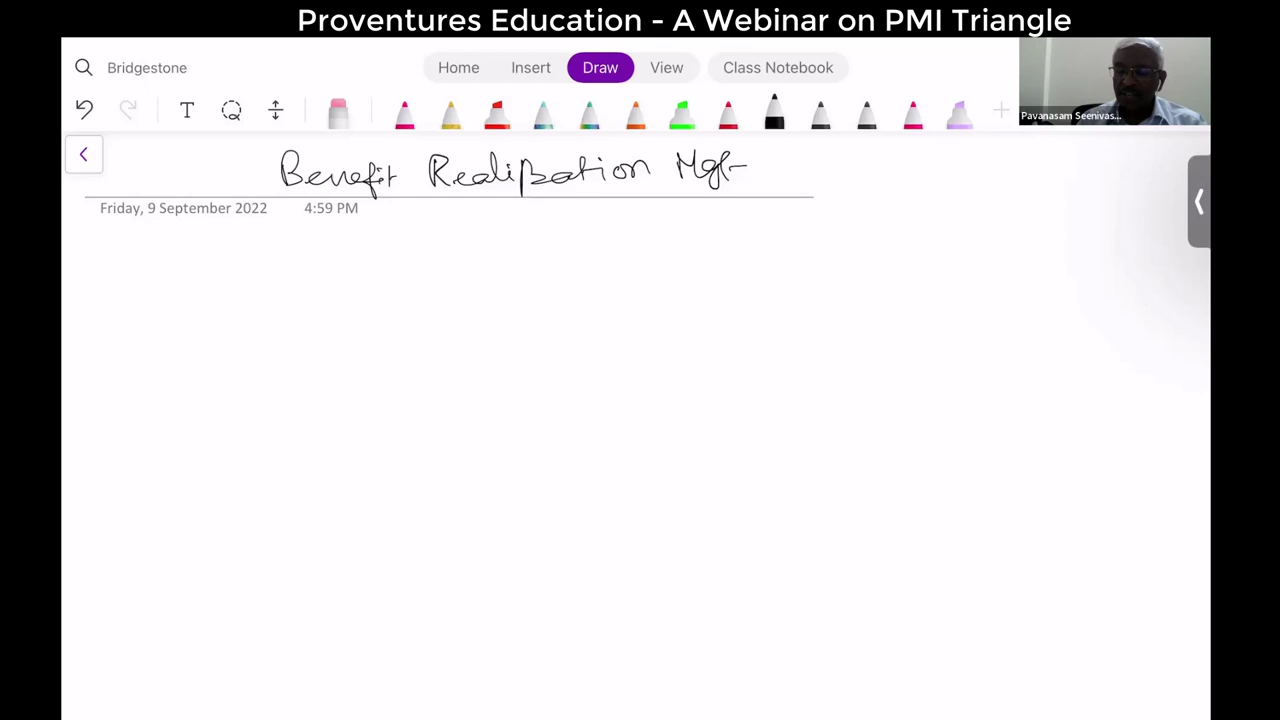 Proventures Education - A Webinar on PMI Triangle
Bridgestone
Home Insert Draw View Class Notebook
T
Pavanasam Seenivas...
Benefit Realisation Mgt
Friday, 9 September 2022 4:59 PM